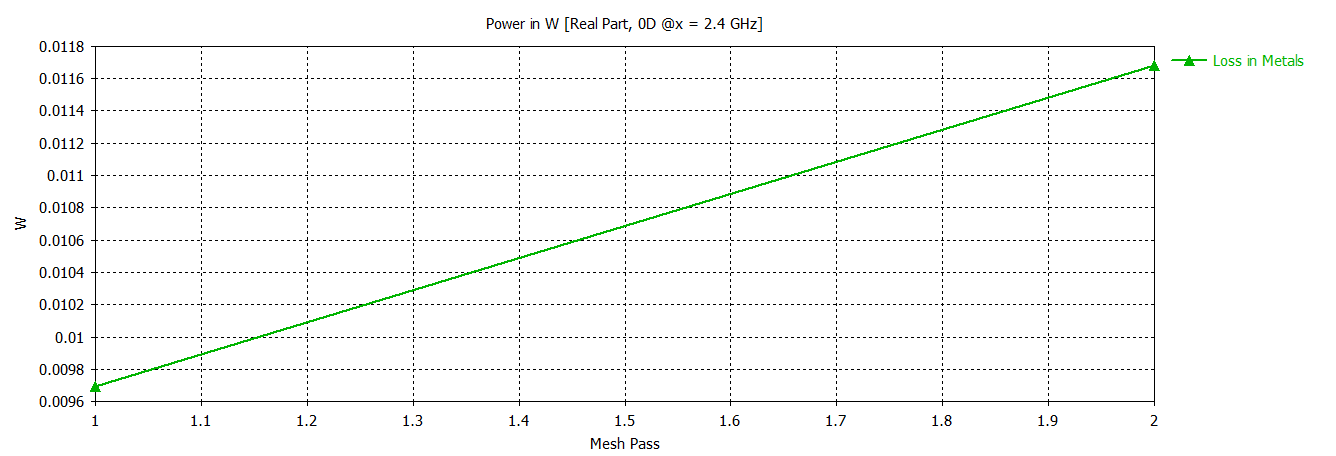 Power in W [Real Part, 0D @x = 2.4 GHz]
Loss in Metals
W
0.0118
0.0116
0.0114
0.0112
0.011
0.0108
0.0106
0.0104
0.0102
0.01
0.0098
0.0096
1 1.1 1.2 1.3 1.4 1.5 1.6 1.7 1.8 1.9 2
Mesh Pass